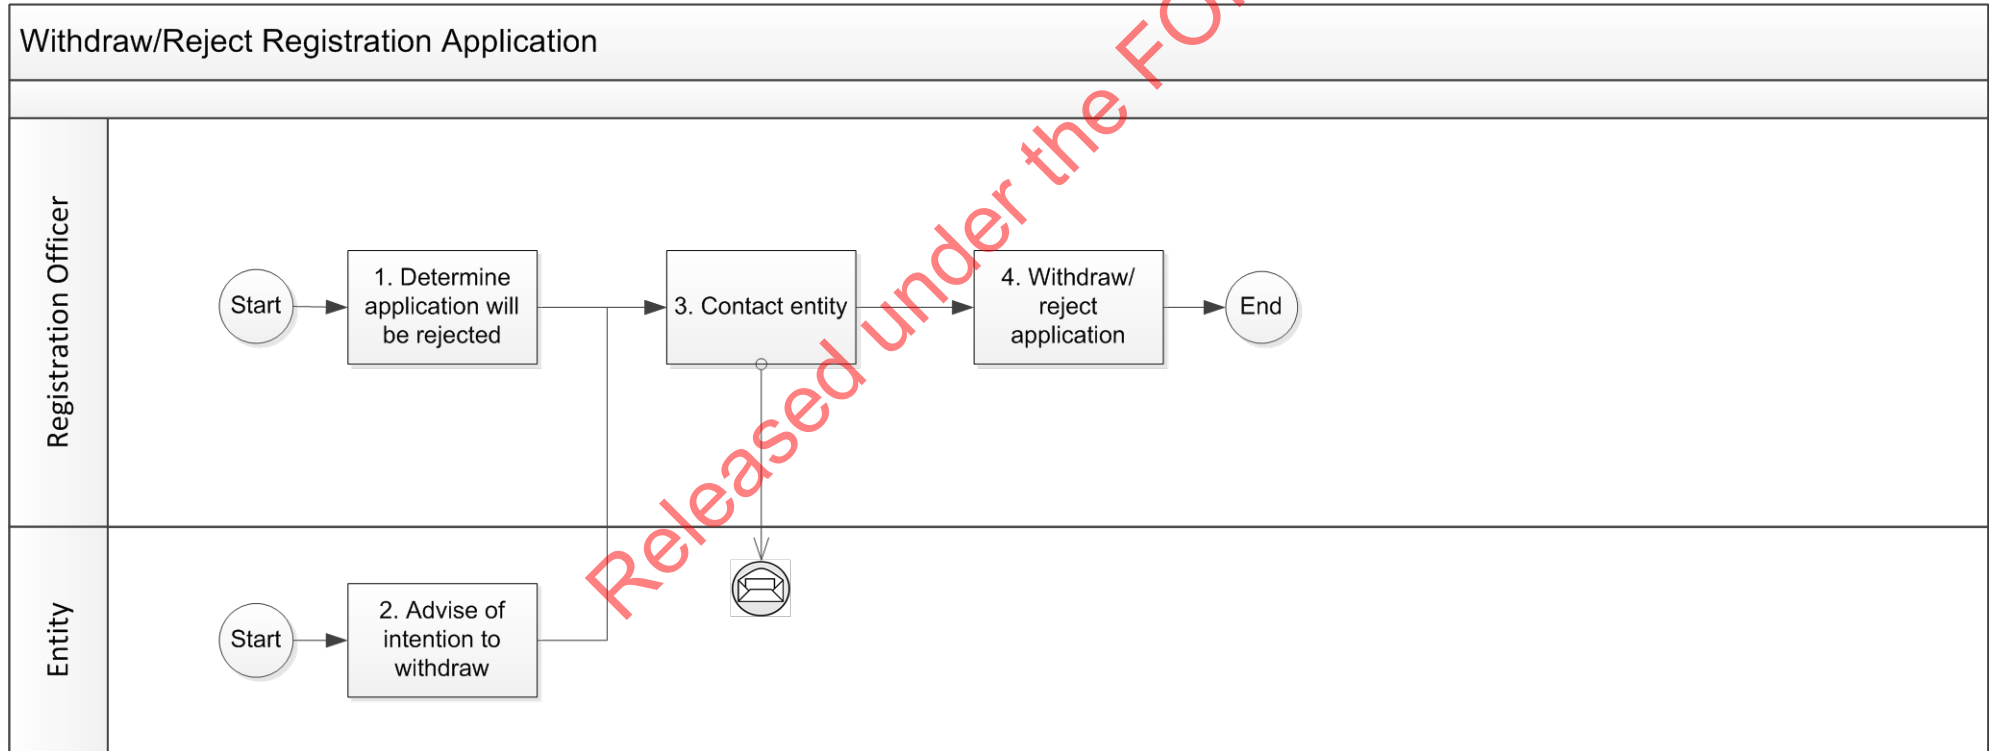 Withdraw/Reject Registration Application
Registration Officer
Start
1. Determine
application will
be rejected
3. Contact entity
4. Withdraw/
reject
application
End
Entity
Start
2. Advise of
intention to
withdraw
Released under the FOI